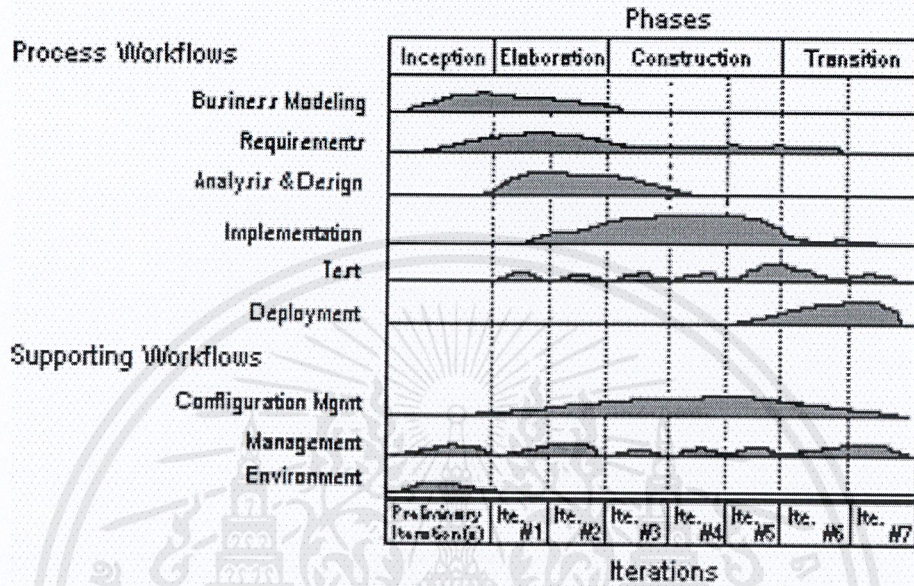 Phases
Process Workflows
Inception Elaboration Construction Transition
Business Modeling
Requirements
Analysis & Design
Implementation
Test
Deployment
Supporting Workflows
Configuration Mgmt
Management
Environment
Preliminary Iteration(s) Ite. #1 Ite. #2 Ite. #3 Ite. #4 Ite. #5 Ite. #6 Ite. #7
Iterations